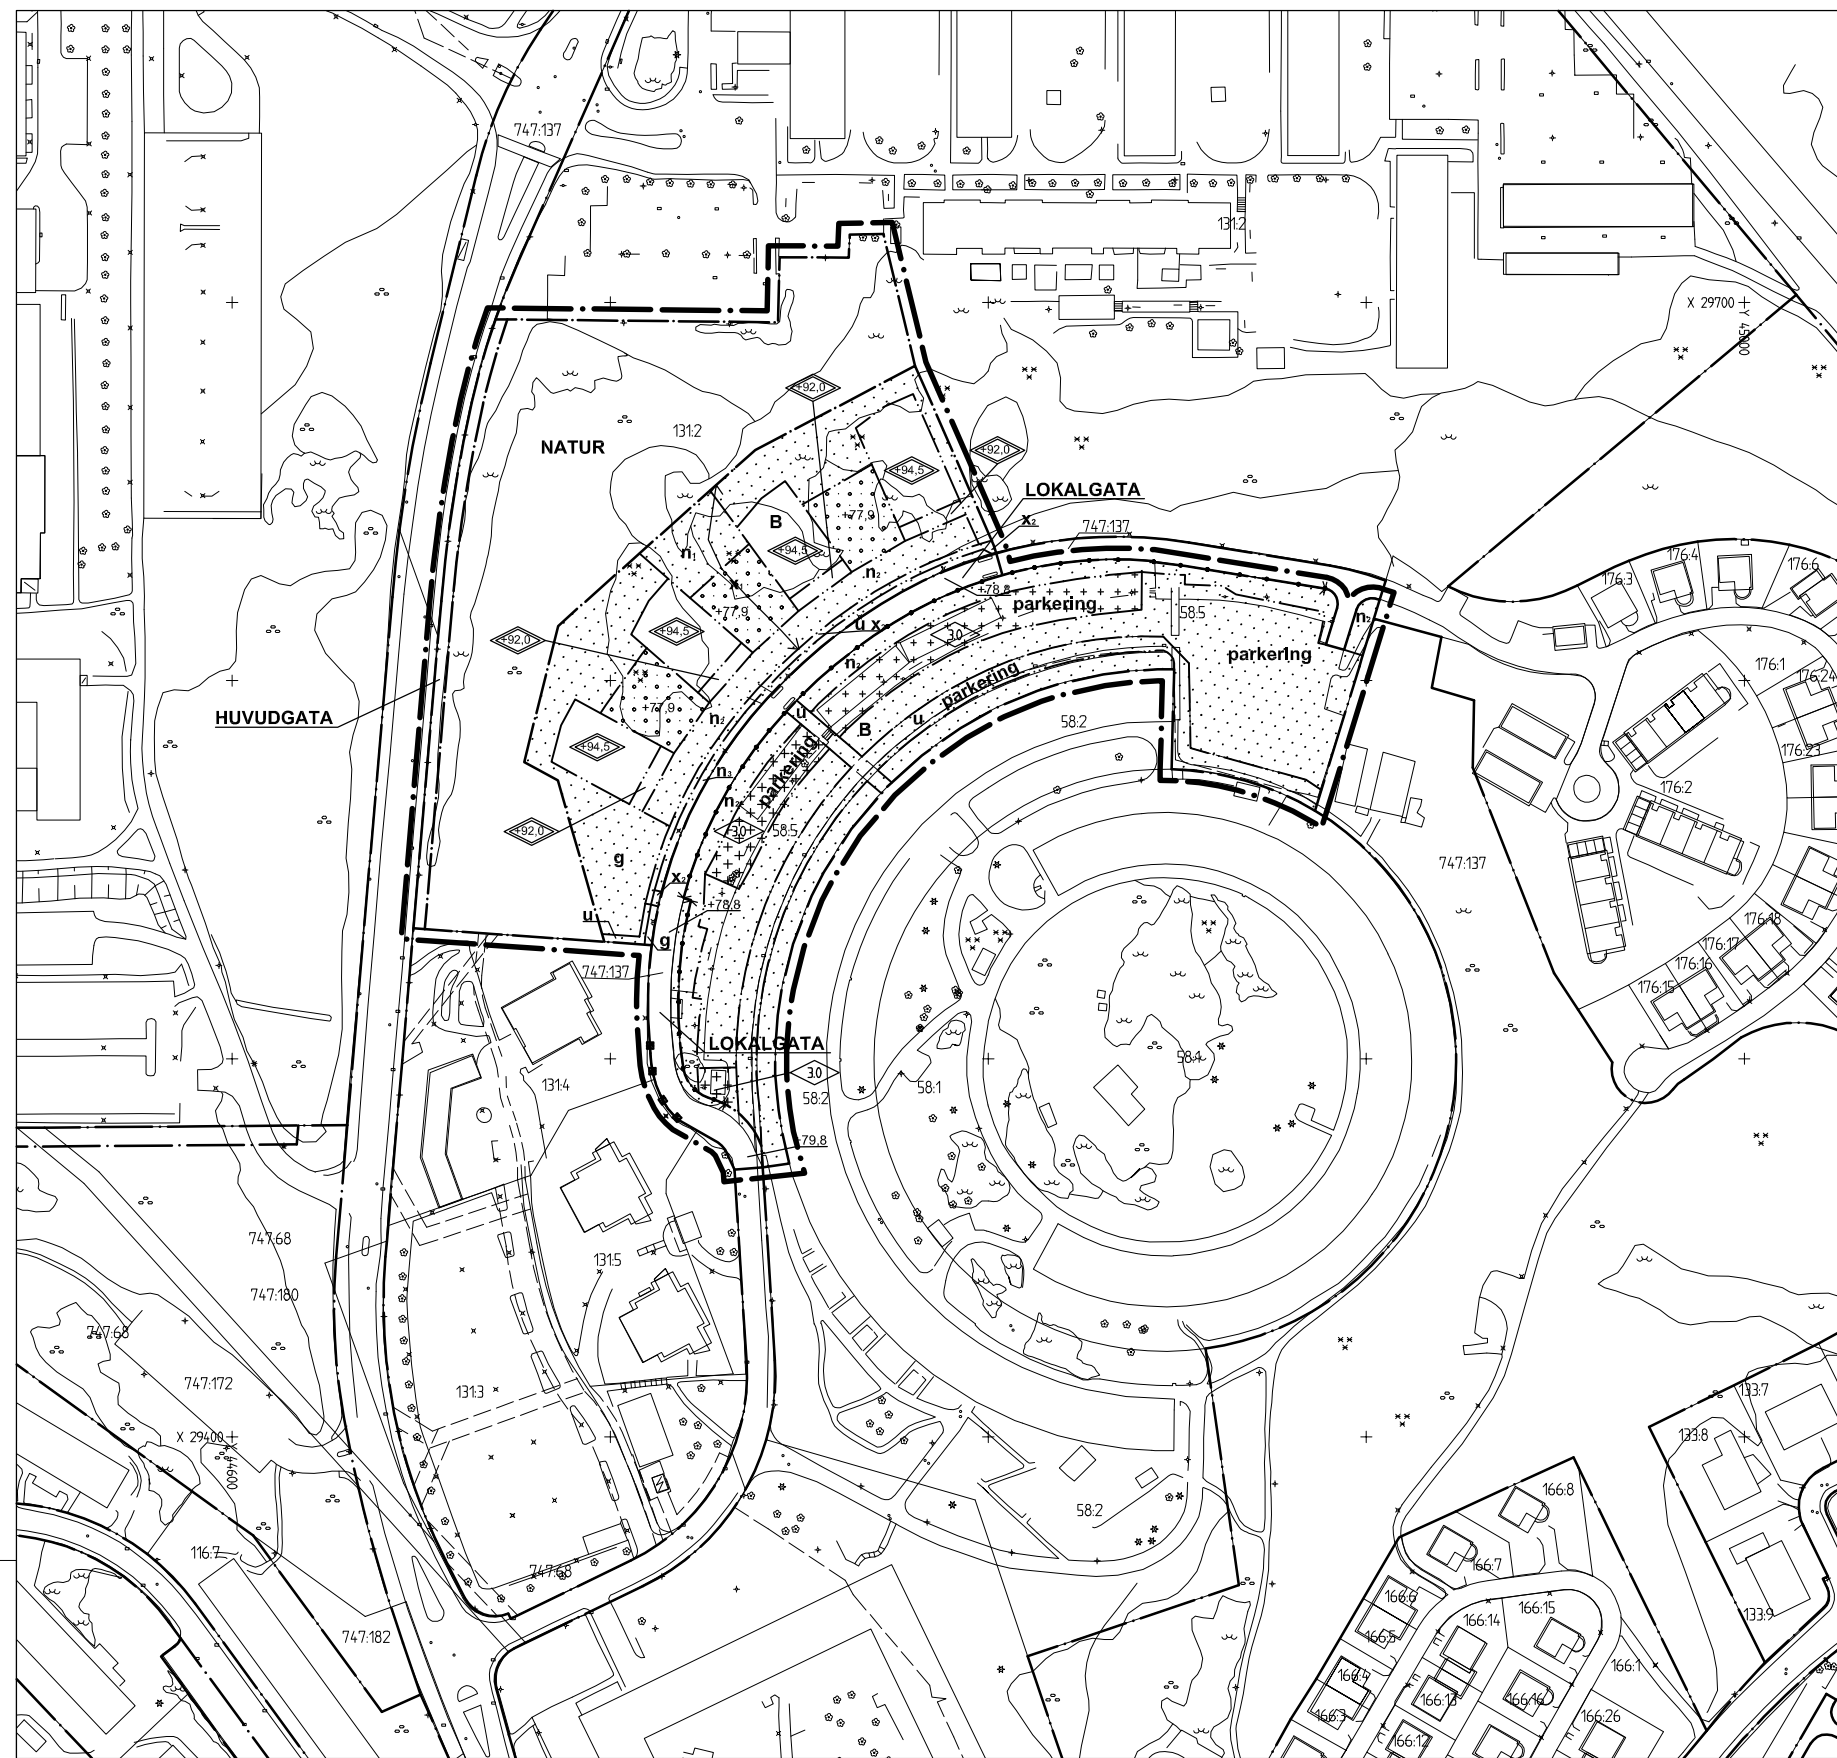 747:137
131:2
X 29700
Y 45000
+92,0
131:2
NATUR
+94,5
+92,0
LOKALGATA
x₂
747:137
B
+77,9
+94,5
n₁
n₂
176:4
176:6
176:3
+78,8
parkering
58:5
n₂
+77,9
u x₂
3.0
+92,0
+94,5
n₂
parkering
parkering
176:1
176:24
HUVUDGATA
+77,9
n₂
u
u
58:2
B
+94,5
176:23
n₃
parkering
n₂
176:2
+92,0
+3.0
58:5
g
747:137
x₂
+78,8
u
g
176:18
176:17
176:16
176:15
747:137
LOKALGATA
58:4
3.0
131:4
58:1
58:2
+79,8
747:68
131:5
747:180
747:68
747:172
131:3
133:7
X 29400
Y 44600
133:8
166:8
58:2
116:7
166:7
747:68
166:6
166:14
166:15
133:9
747:182
166:5
166:1
166:4
166:13
166:16
166:3
166:26
166:12